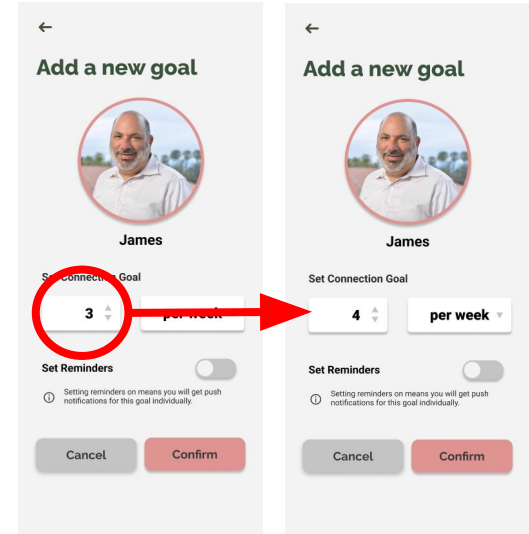 Add a new goal
James
Set Connection Goal
3
per week
Set Reminders
Setting reminders on means you will get push
notifications for this goal individually.
Cancel
Confirm
Add a new goal
James
Set Connection Goal
4
per week
Set Reminders
Setting reminders on means you will get push
notifications for this goal individually.
Cancel
Confirm